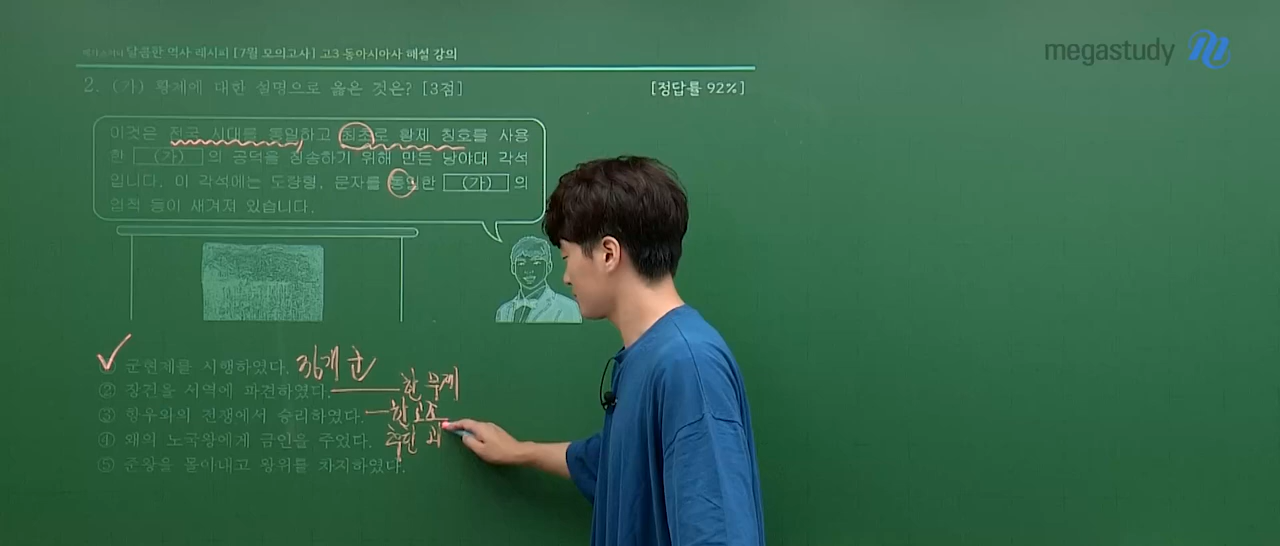 메가스터디 달콤한 역사 레시피 [7월 모의고사] 고3 동아시아사 해설 강의
megastudy
2. (가) 황제에 대한 설명으로 옳은 것은? [3점]
[정답률 92%]
이것은 전국 시대를 통일하고 최초로 황제 칭호를 사용
한 (가) 의 공덕을 칭송하기 위해 만든 낭야대 각석
입니다. 이 각석에는 도량형, 문자를 통일한 (가) 의
업적 등이 새겨져 있습니다.
① 군현제를 시행하였다. 36개 군
② 장건을 서역에 파견하였다. 한 무제
③ 항우와의 전쟁에서 승리하였다. 한 고조
④ 왜의 노국왕에게 금인을 주었다. 후한
⑤ 준왕을 몰아내고 왕위를 차지하였다.